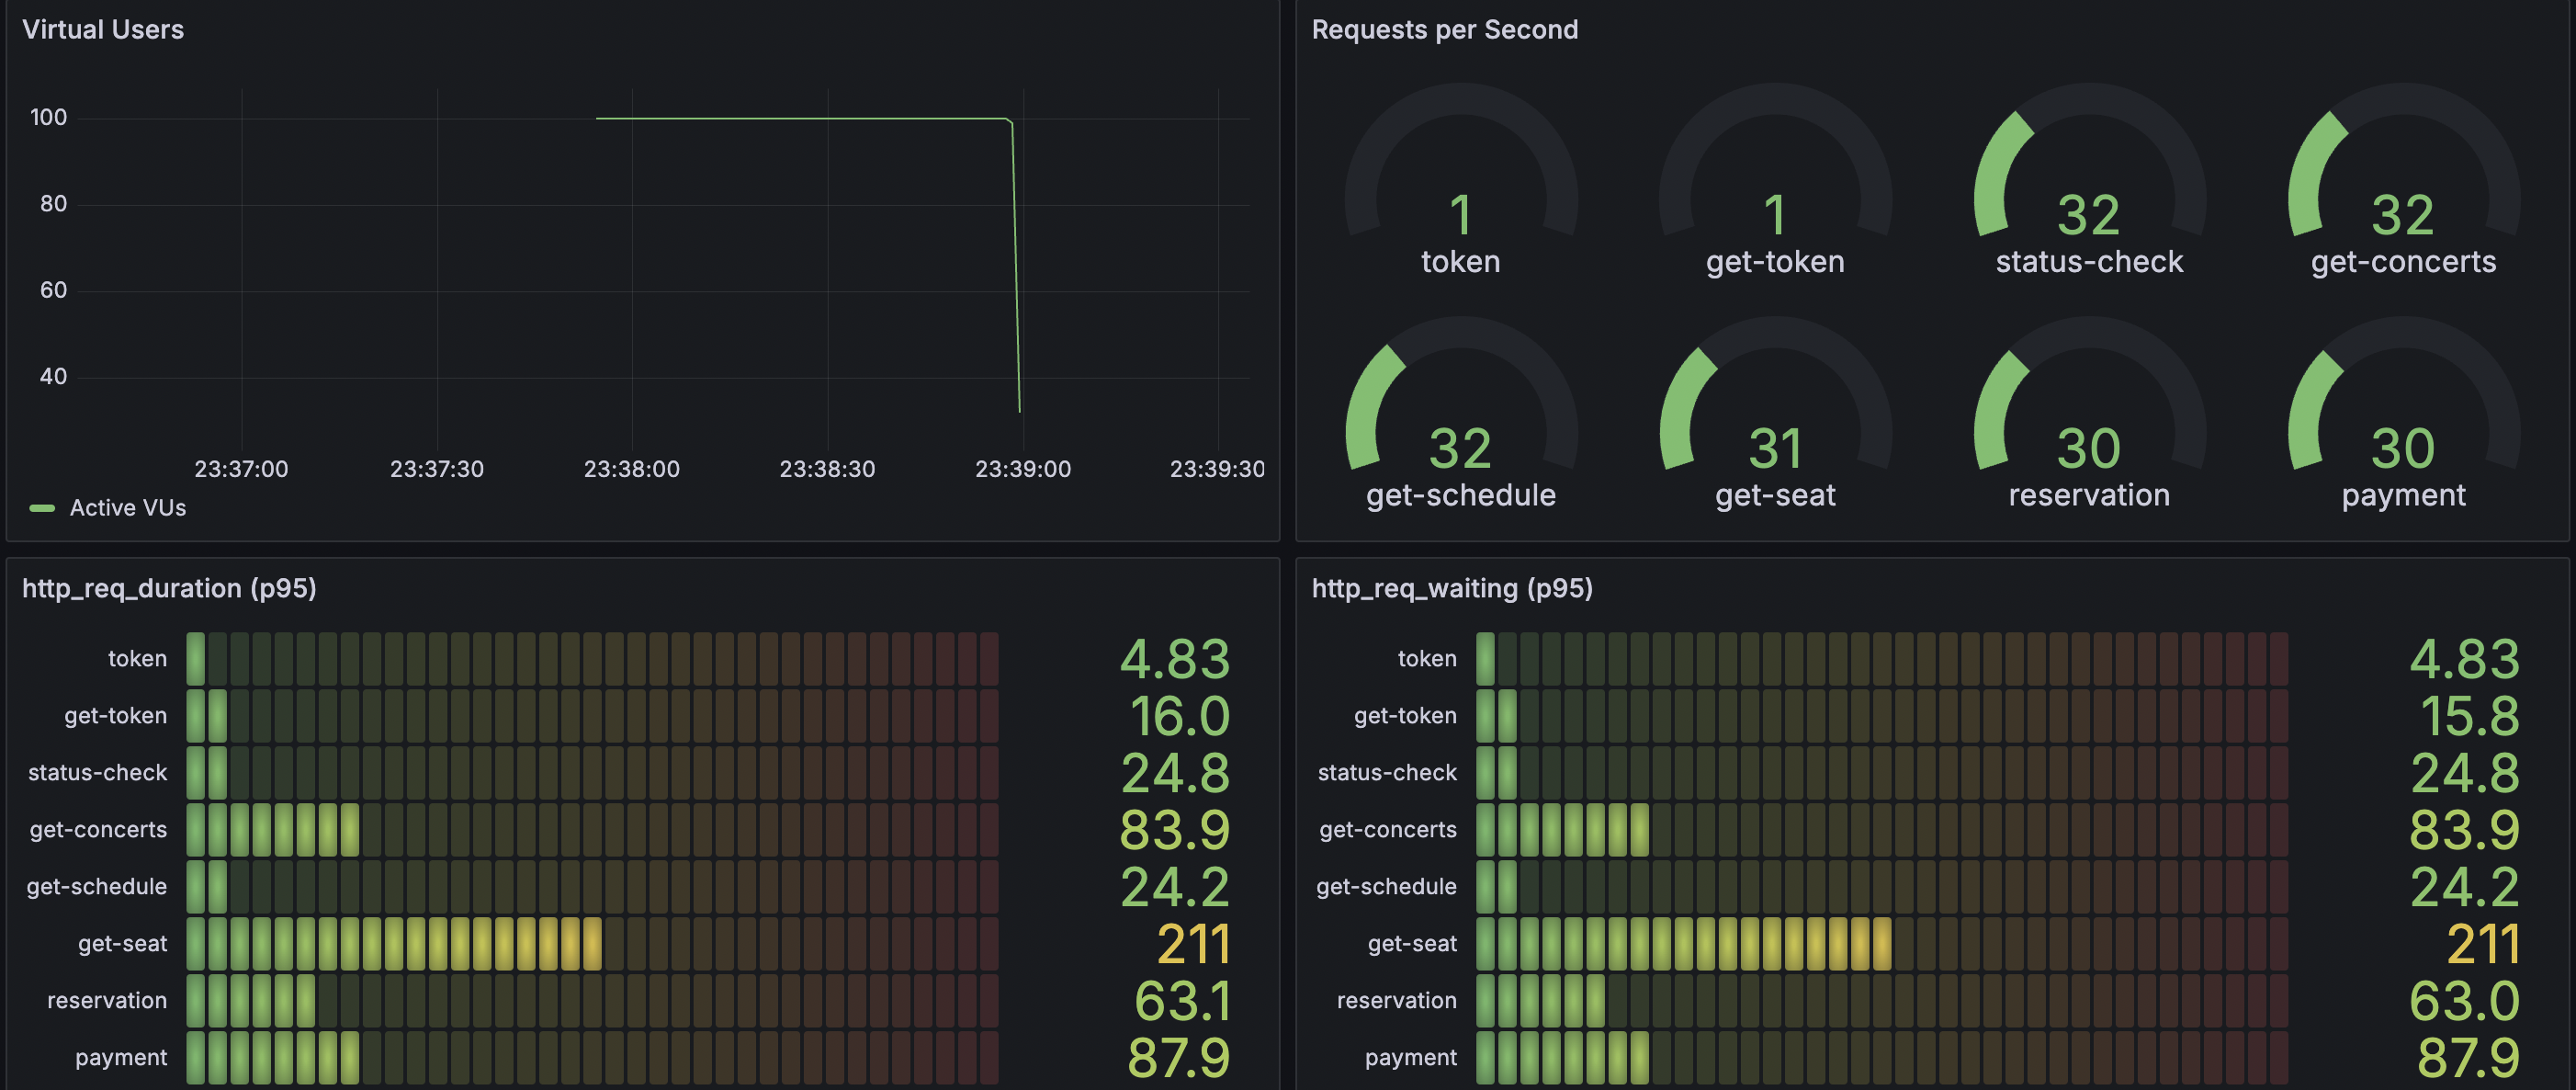 Virtual Users
100
80
60
40
23:37:00 23:37:30 23:38:00 23:38:30 23:39:00 23:39:30
Active VUs
Requests per Second
1 1 32 32
token get-token status-check get-concerts
32 31 30 30
get-schedule get-seat reservation payment
http_req_duration (p95)
token 4.83
get-token 16.0
status-check 24.8
get-concerts 83.9
get-schedule 24.2
get-seat 211
reservation 63.1
payment 87.9
http_req_waiting (p95)
token 4.83
get-token 15.8
status-check 24.8
get-concerts 83.9
get-schedule 24.2
get-seat 211
reservation 63.0
payment 87.9